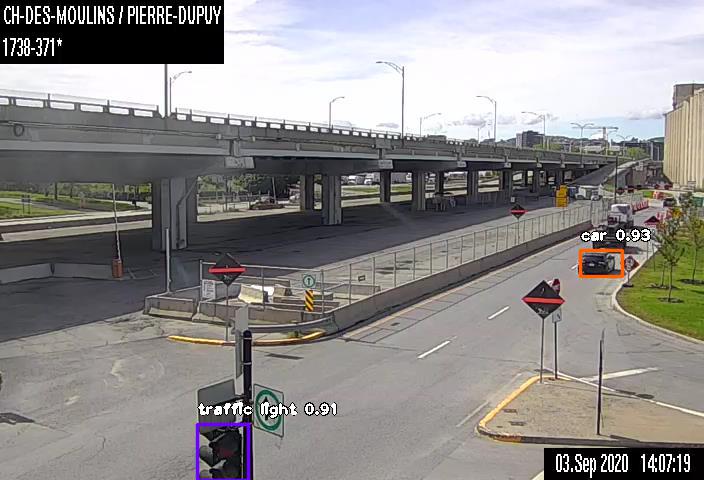 CH-DES-MOULINS / PIERRE-DUPUY
1738-371*
car 0.93
traffic light 0.91
03.Sep 2020 14:07:19